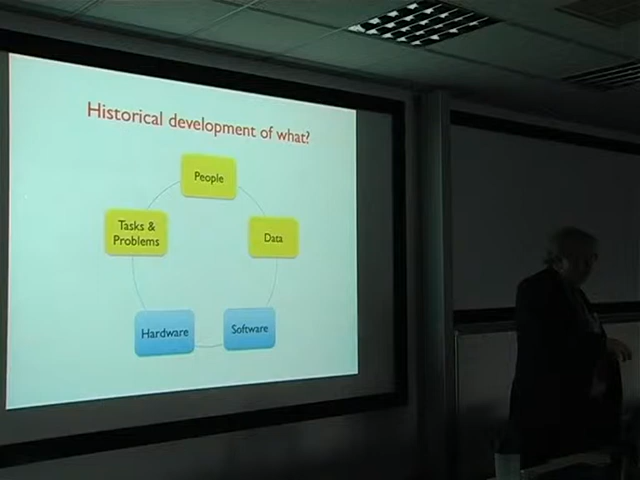 Historical development of what?
People
Tasks &
Problems
Data
Hardware
Software